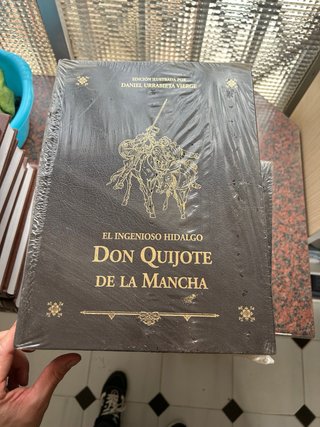 EDICIÓN ILUSTRADA POR
DANIEL URRABIETA VIERGE
EL INGENIOSO HIDALGO
DON QUIJOTE
DE LA MANCHA